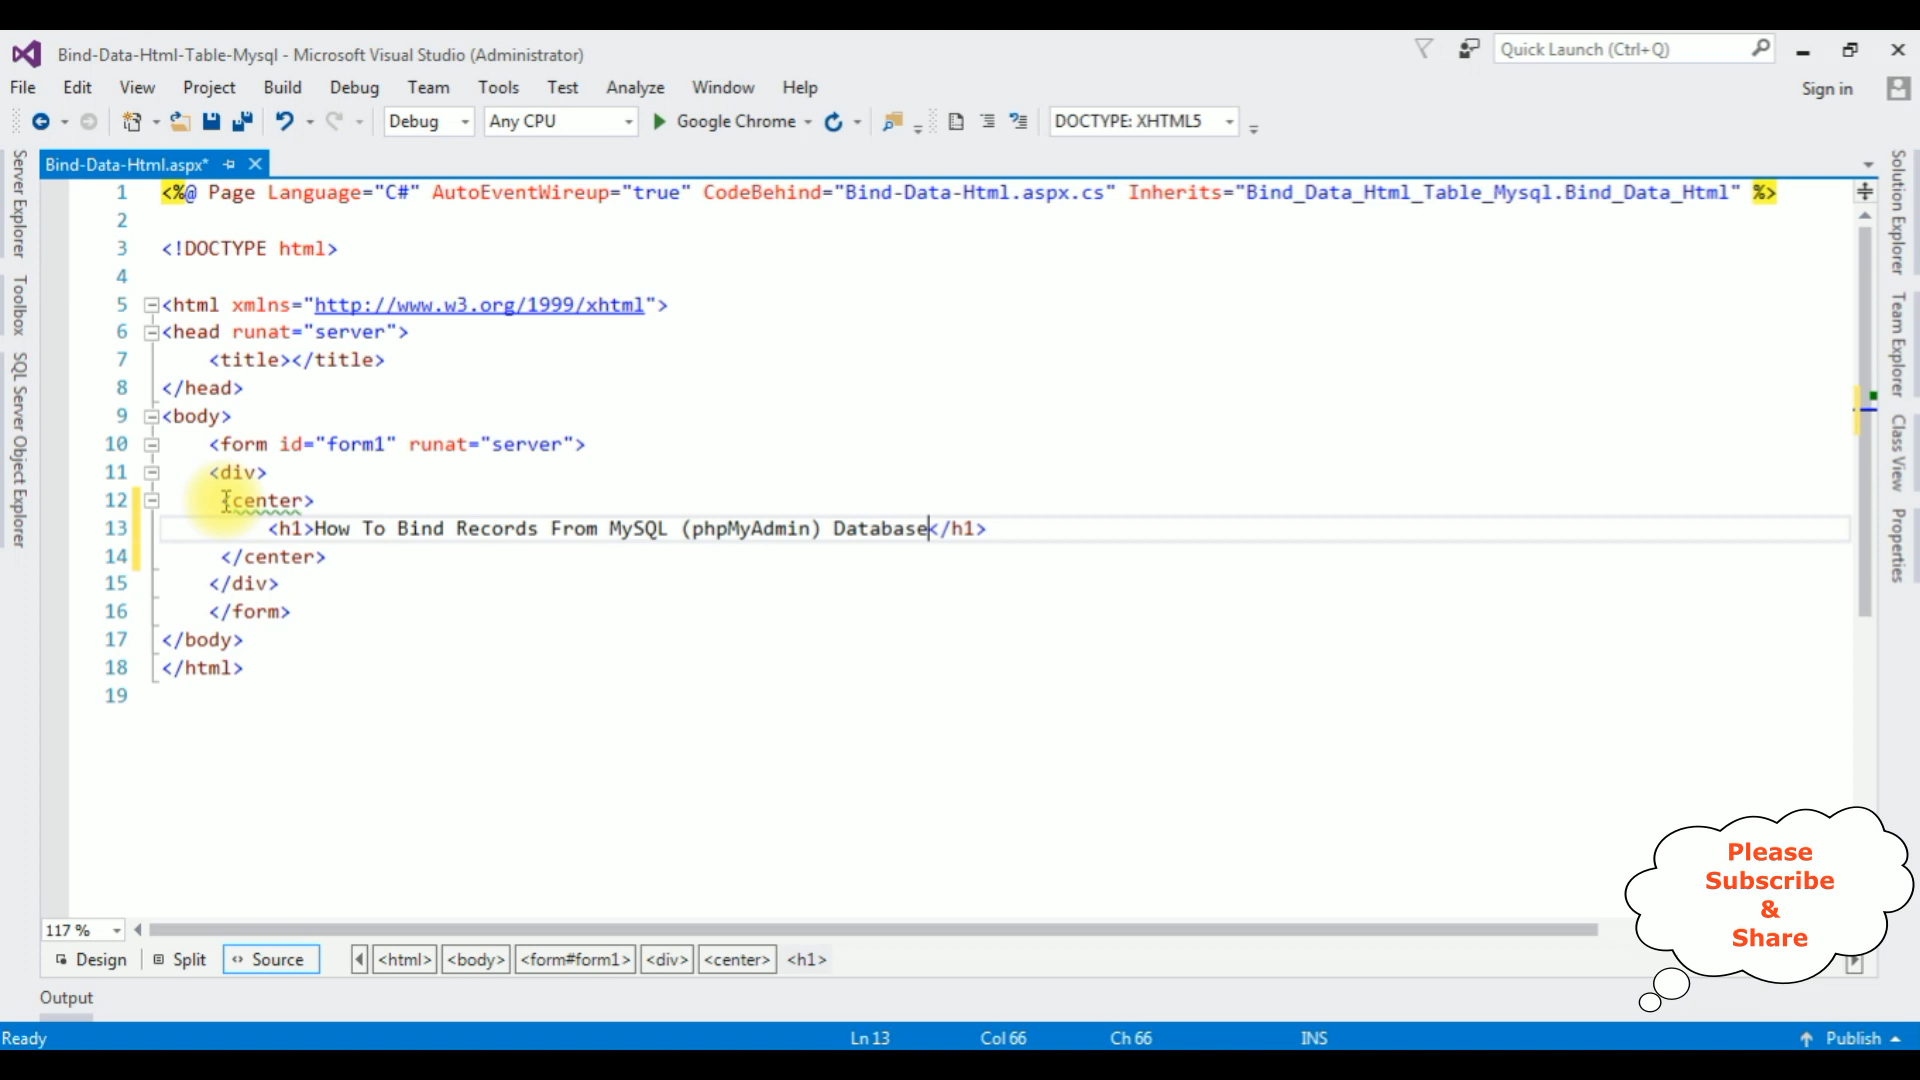 Bind-Data-Html-Table-Mysql - Microsoft Visual Studio (Administrator)
Quick Launch (Ctrl+Q)
File Edit View Project Build Debug Team Tools Test Analyze Window Help
Sign in
Debug Any CPU Google Chrome DOCTYPE: XHTML5
Bind-Data-Html.aspx*
Server Explorer
Toolbox
SQL Server Object Explorer
1 <%@ Page Language="C#" AutoEventWireup="true" CodeBehind="Bind-Data-Html.aspx.cs" Inherits="Bind_Data_Html_Table_Mysql.Bind_Data_Html" %>
2
3 <!DOCTYPE html>
4
5 <html xmlns="http://www.w3.org/1999/xhtml">
6 <head runat="server">
7 <title></title>
8 </head>
9 <body>
10 <form id="form1" runat="server">
11 <div>
12 <center>
13 <h1>How To Bind Records From MySQL (phpMyAdmin) Database</h1>
14 </center>
15 </div>
16 </form>
17 </body>
18 </html>
19
Solution Explorer
Team Explorer
Class View
Properties
Please
Subscribe
&
Share
117 %
Design Split Source <html> <body> <form#form1> <div> <center> <h1>
Output
Ready Ln 13 Col 66 Ch 66 INS Publish